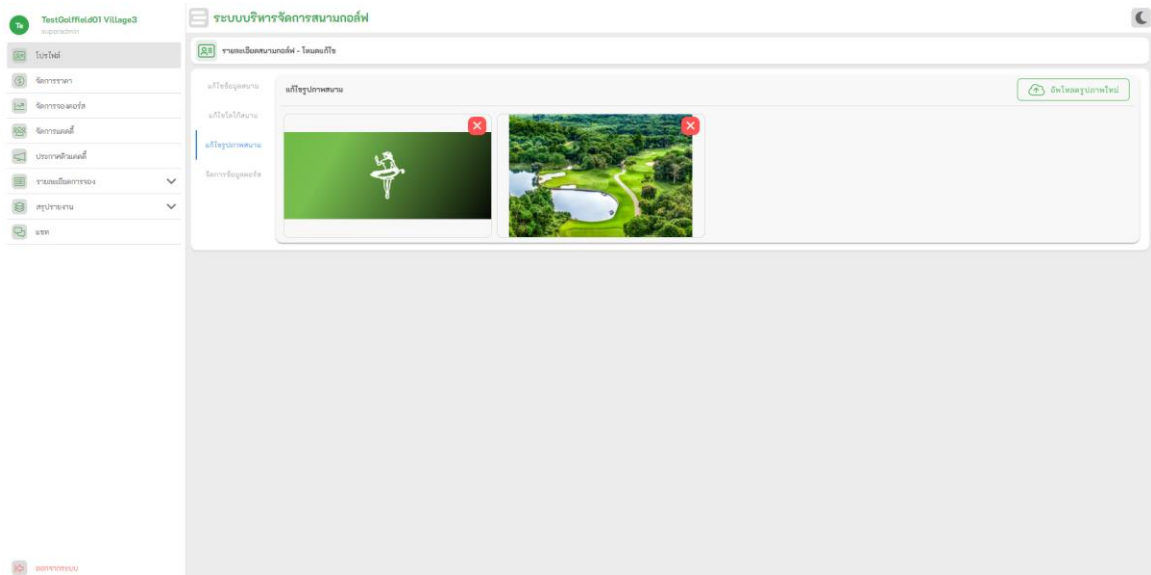 Te
TestGolffield01 Village3
superadmin
โปรไฟล์
จัดการราคา
จัดการจองคอร์ส
จัดการแคดดี้
ประกาศคิวแคดดี้
รายละเอียดการจอง
สรุปรายงาน
แชท
ออกจากระบบ
ระบบบริหารจัดการสนามกอล์ฟ
รายละเอียดสนามกอล์ฟ - โหมดแก้ไข
แก้ไขข้อมูลสนาม
แก้ไขโลโก้สนาม
แก้ไขรูปภาพสนาม
จัดการข้อมูลคอร์ส
แก้ไขรูปภาพสนาม
อัพโหลดรูปภาพใหม่